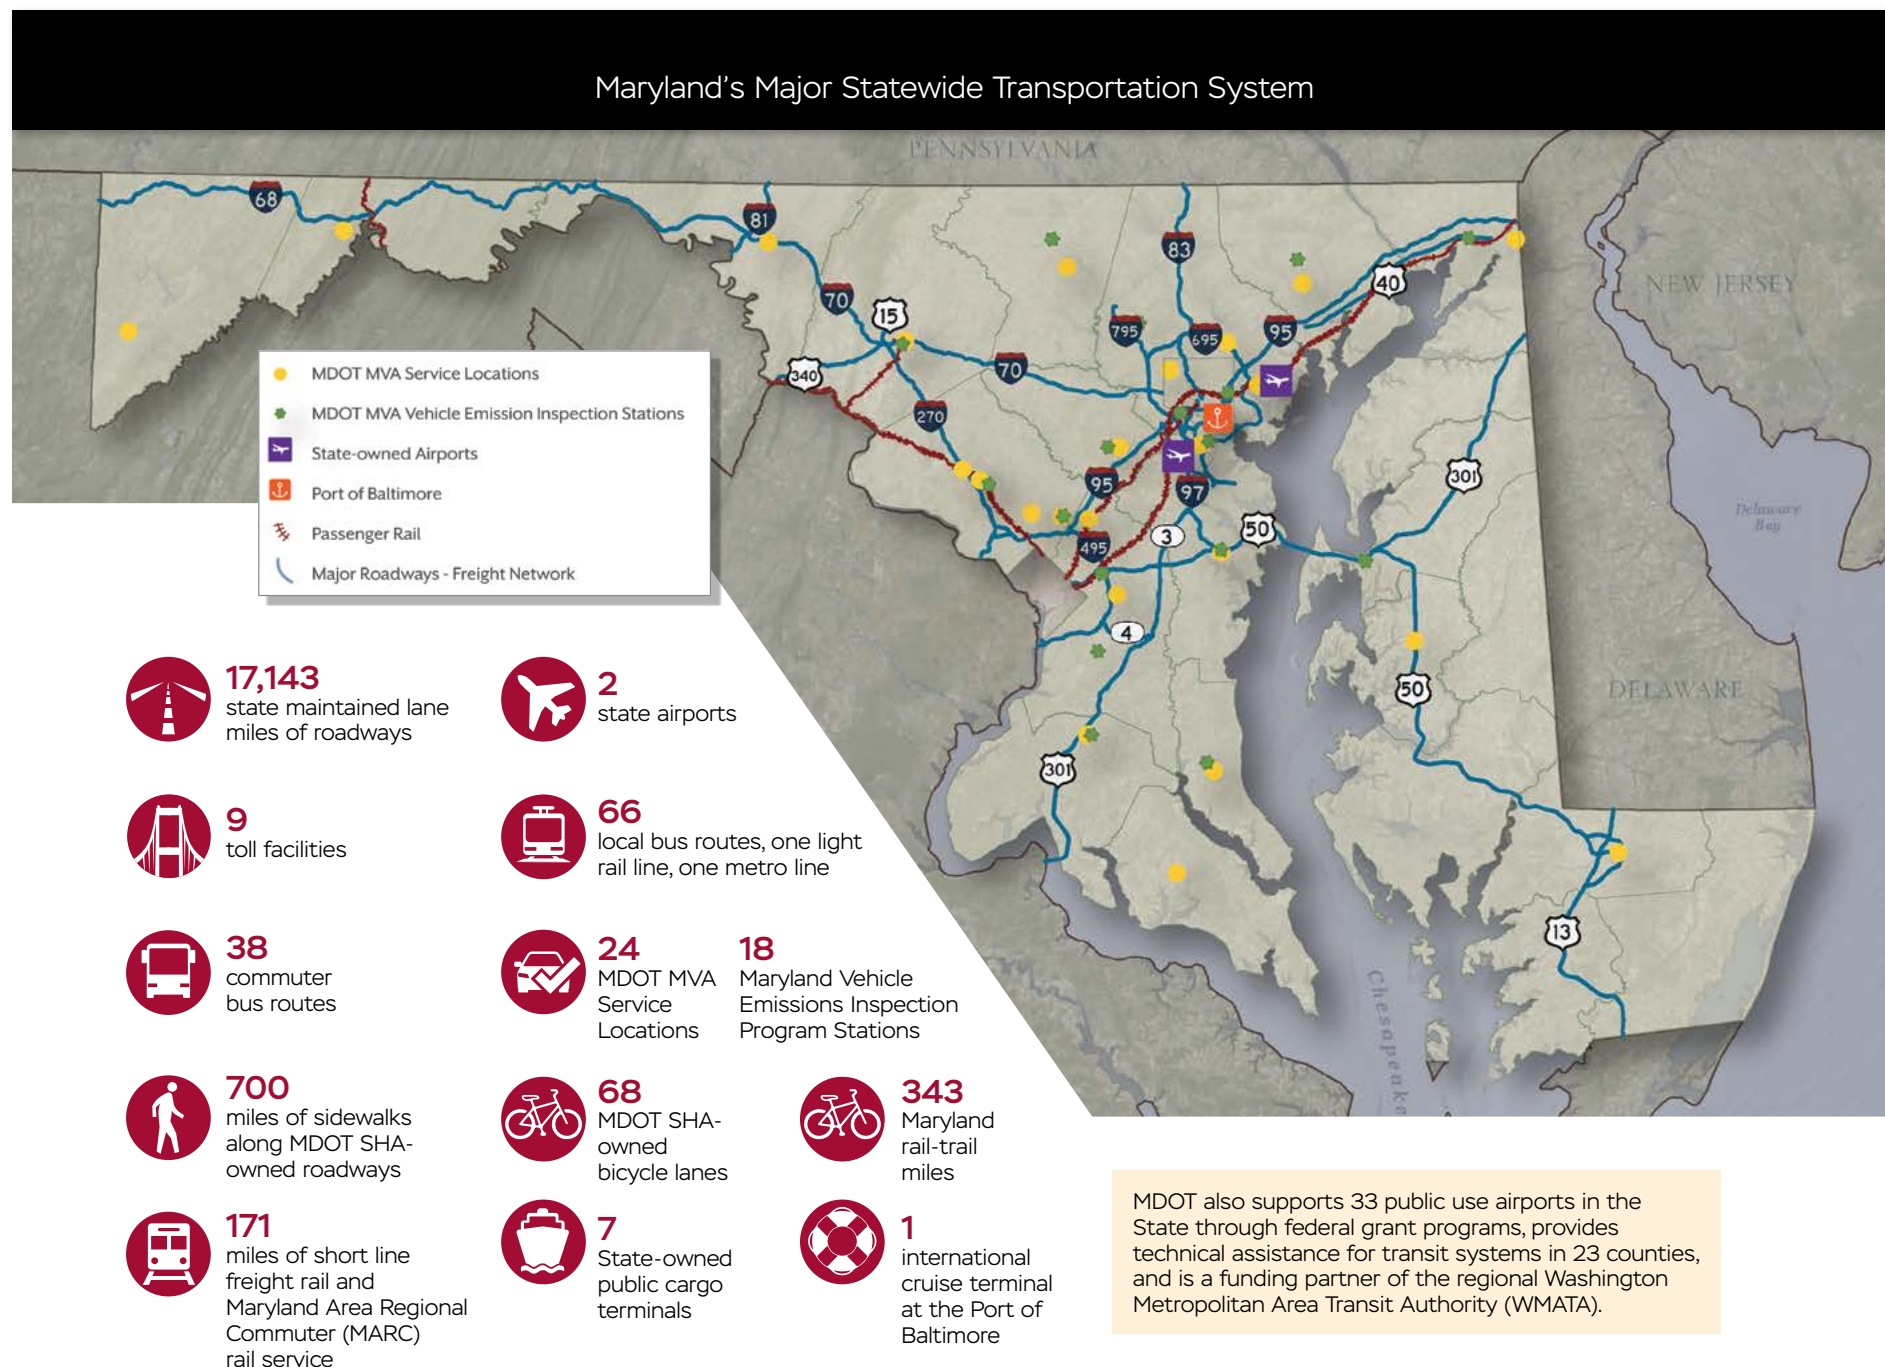 Maryland's Major Statewide Transportation System
PENNSYLVANIA
68
81
83
40
NEW JERSEY
70
15
795
695
95
340
70
270
MDOT MVA Service Locations
MDOT MVA Vehicle Emission Inspection Stations
State-owned Airports
Port of Baltimore
Passenger Rail
Major Roadways - Freight Network
95
97
301
Delaware
Bay
3
50
495
4
50
DELAWARE
301
13
Chesapeake
17,143
state maintained lane
miles of roadways
2
state airports
9
toll facilities
66
local bus routes, one light
rail line, one metro line
38
commuter
bus routes
24
MDOT MVA
Service
Locations
18
Maryland Vehicle
Emissions Inspection
Program Stations
700
miles of sidewalks
along MDOT SHA-
owned roadways
68
MDOT SHA-
owned
bicycle lanes
343
Maryland
rail-trail
miles
171
miles of short line
freight rail and
Maryland Area Regional
Commuter (MARC)
rail service
7
State-owned
public cargo
terminals
1
international
cruise terminal
at the Port of
Baltimore
MDOT also supports 33 public use airports in the
State through federal grant programs, provides
technical assistance for transit systems in 23 counties,
and is a funding partner of the regional Washington
Metropolitan Area Transit Authority (WMATA).